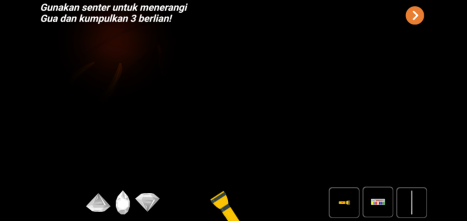 Gunakan senter untuk menerangi
Gua dan kumpulkan 3 berlian!